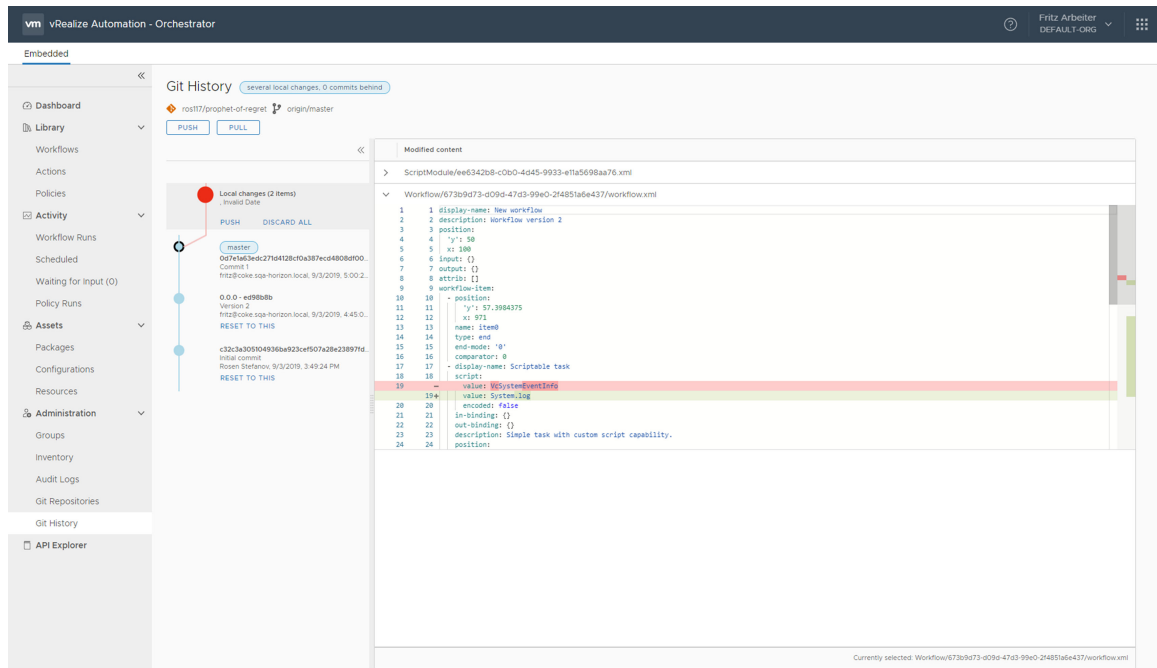 vm vRealize Automation - Orchestrator
Fritz Arbeiter
DEFAULT-ORG
Embedded
Dashboard
Library
Workflows
Actions
Policies
Activity
Workflow Runs
Scheduled
Waiting for Input (0)
Policy Runs
Assets
Packages
Configurations
Resources
Administration
Groups
Inventory
Audit Logs
Git Repositories
Git History
API Explorer
Git History several local changes, 0 commits behind
ros117/prophet-of-regret origin/master
PUSH PULL
Local changes (2 items)
, Invalid Date
PUSH DISCARD ALL
master
0d7e1a63edc271d4128cf0a387ecd4808df00...
Commit 1
fritz@coke.sqa-horizon.local, 9/3/2019, 5:00:2...
0.0.0 - ed98b8b
Version 2
fritz@coke.sqa-horizon.local, 9/3/2019, 4:45:0...
RESET TO THIS
c32c3a305104936ba923cef507a28e23897fd...
Initial commit
Rosen Stefanov, 9/3/2019, 3:49:24 PM
RESET TO THIS
Modified content
ScriptModule/ee6342b8-c0b0-4d45-9933-e11a5698aa76.xml
Workflow/673b9d73-d09d-47d3-99e0-2f4851a6e437/workflow.xml
1 1 display-name: New workflow
2 2 description: Workflow version 2
3 3 position:
4 4 'y': 50
5 5 x: 100
6 6 input: {}
7 7 output: {}
8 8 attrib: []
9 9 workflow-item:
10 10 - position:
11 11 'y': 57.3984375
12 12 x: 971
13 13 name: item0
14 14 type: end
15 15 end-mode: '0'
16 16 comparator: 0
17 17 - display-name: Scriptable task
18 18 script:
19 - value: VcSystemEventInfo
19+ value: System.log
20 20 encoded: false
21 21 in-binding: {}
22 22 out-binding: {}
23 23 description: Simple task with custom script capability.
24 24 position:
Currently selected: Workflow/673b9d73-d09d-47d3-99e0-2f4851a6e437/workflow.xml